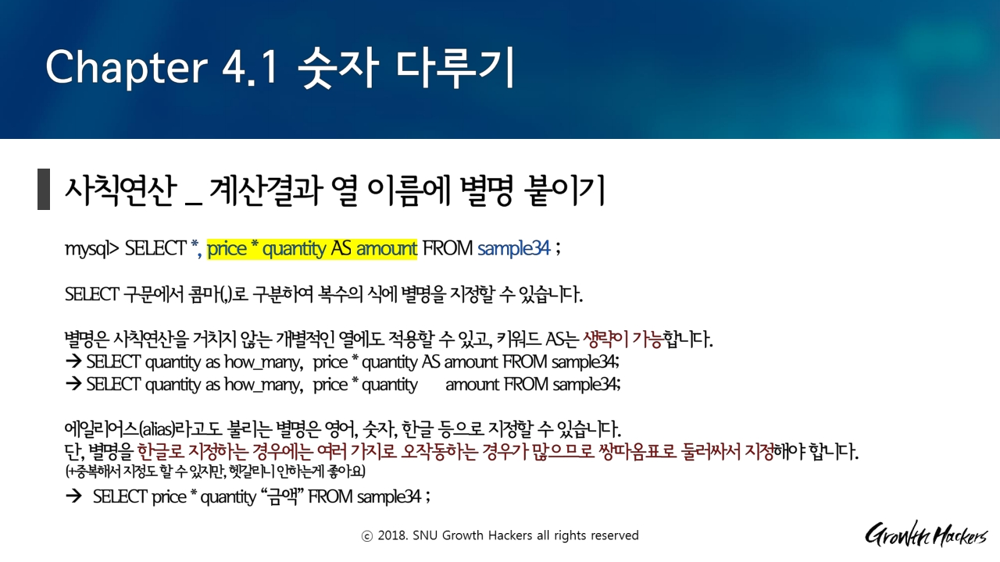 Chapter 4.1 숫자 다루기
사칙연산 _ 계산결과 열 이름에 별명 붙이기
mysql> SELECT *, price * quantity AS amount FROM sample34 ;
SELECT 구문에서 콤마(,)로 구분하여 복수의 식에 별명을 지정할 수 있습니다.
별명은 사칙연산을 거치지 않는 개별적인 열에도 적용할 수 있고, 키워드 AS는 생략이 가능합니다.
→ SELECT quantity as how_many, price * quantity AS amount FROM sample34;
→ SELECT quantity as how_many, price * quantity amount FROM sample34;
에일리어스(alias)라고도 불리는 별명은 영어, 숫자, 한글 등으로 지정할 수 있습니다.
단, 별명을 한글로 지정하는 경우에는 여러 가지로 오작동하는 경우가 많으므로 쌍따옴표로 둘러싸서 지정해야 합니다.
(+중복해서 지정도 할 수 있지만, 헷갈리니 안하는게 좋아요)
→ SELECT price * quantity “금액” FROM sample34 ;
ⓒ 2018. SNU Growth Hackers all rights reserved
Growth Hackers